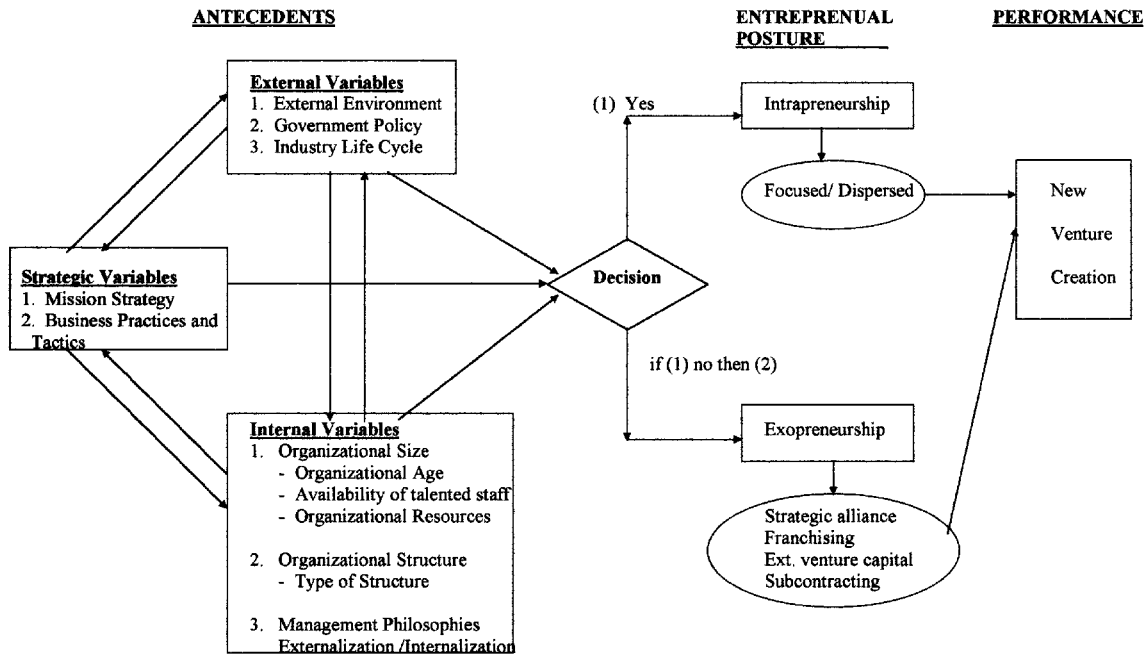 ANTECEDENTS
ENTREPRENUAL
POSTURE
PERFORMANCE
External Variables
1. External Environment
2. Government Policy
3. Industry Life Cycle
(1) Yes
Intrapreneurship
Focused/ Dispersed
New
Venture
Creation
Strategic Variables
1. Mission Strategy
2. Business Practices and
Tactics
Decision
if (1) no then (2)
Internal Variables
1. Organizational Size
- Organizational Age
- Availability of talented staff
- Organizational Resources
2. Organizational Structure
- Type of Structure
3. Management Philosophies
Externalization /Internalization
Exopreneurship
Strategic alliance
Franchising
Ext. venture capital
Subcontracting